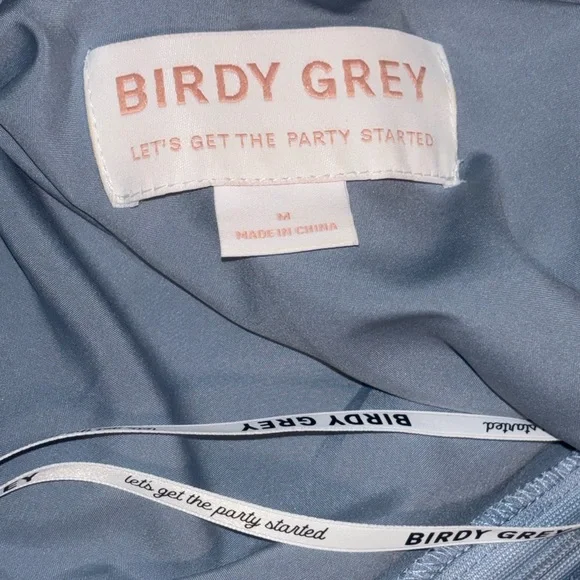 BIRDY GREY
LET'S GET THE PARTY STARTED
M
MADE IN CHINA
BIRDY GREY
started
let's get the party started
BIRDY GREY